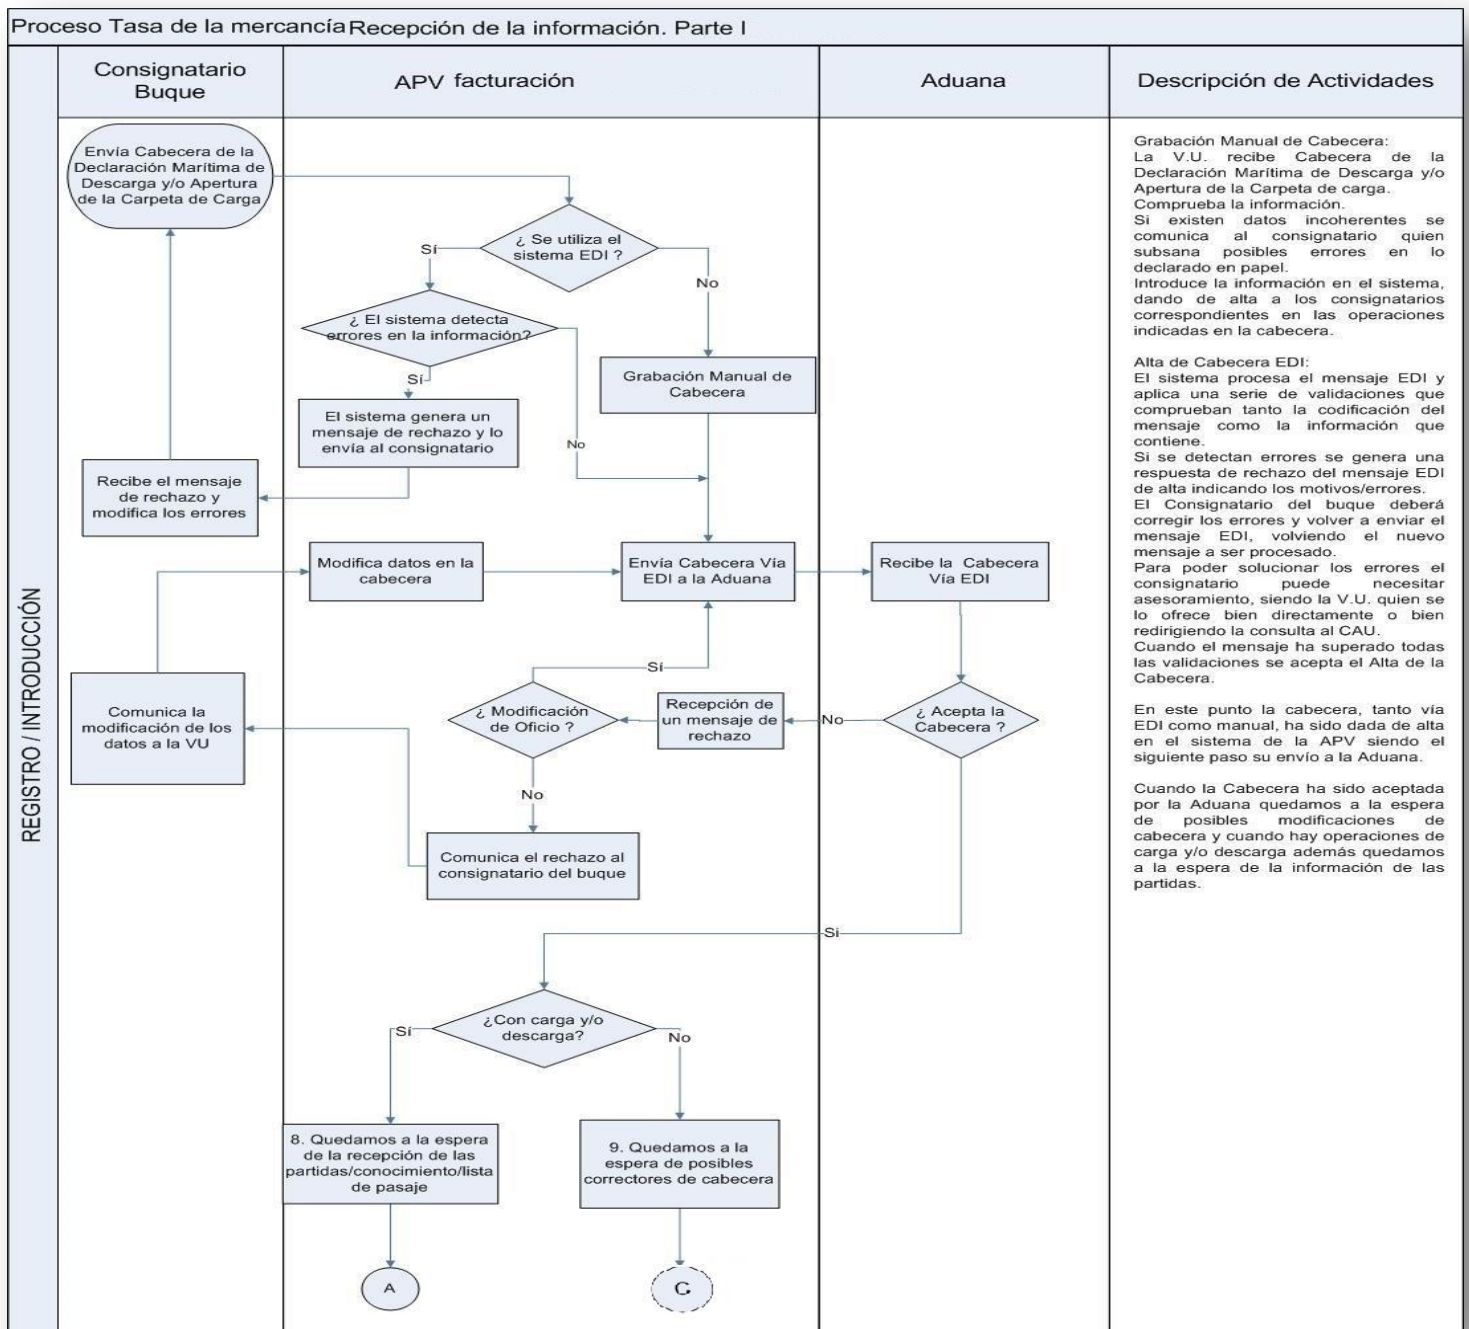 Proceso Tasa de la mercancía Recepción de la información. Parte I
Consignatario
Buque
APV facturación
Aduana
Descripción de Actividades
REGISTRO / INTRODUCCIÓN
Envía Cabecera de la
Declaración Marítima de
Descarga y/o Apertura
de la Carpeta de Carga
¿ Se utiliza el
sistema EDI ?
Sí
No
¿ El sistema detecta
errores en la información?
Sí
No
Grabación Manual de
Cabecera
El sistema genera un
mensaje de rechazo y lo
envía al consignatario
Recibe el mensaje
de rechazo y
modifica los errores
Modifica datos en la
cabecera
Envía Cabecera Vía
EDI a la Aduana
Recibe la Cabecera
Vía EDI
Sí
Comunica la
modificación de los
datos a la VU
¿ Modificación
de Oficio ?
Recepción de
un mensaje de
rechazo
No
¿ Acepta la
Cabecera ?
No
Comunica el rechazo al
consignatario del buque
Si
¿Con carga y/o
descarga?
Sí
No
8. Quedamos a la espera
de la recepción de las
partidas/conocimiento/lista
de pasaje
9. Quedamos a la
espera de posibles
correctores de cabecera
A
C
Grabación Manual de Cabecera:
La V.U. recibe Cabecera de la
Declaración Marítima de Descarga y/o
Apertura de la Carpeta de carga.
Comprueba la información.
Si existen datos incoherentes se
comunica al consignatario quien
subsana posibles errores en lo
declarado en papel.
Introduce la información en el sistema,
dando de alta a los consignatarios
correspondientes en las operaciones
indicadas en la cabecera.
Alta de Cabecera EDI:
El sistema procesa el mensaje EDI y
aplica una serie de validaciones que
comprueban tanto la codificación del
mensaje como la información que
contiene.
Si se detectan errores se genera una
respuesta de rechazo del mensaje EDI
de alta indicando los motivos/errores.
El Consignatario del buque deberá
corregir los errores y volver a enviar el
mensaje EDI, volviendo el nuevo
mensaje a ser procesado.
Para poder solucionar los errores el
consignatario puede necesitar
asesoramiento, siendo la V.U. quien se
lo ofrece bien directamente o bien
redirigiendo la consulta al CAU.
Cuando el mensaje ha superado todas
las validaciones se acepta el Alta de la
Cabecera.
En este punto la cabecera, tanto vía
EDI como manual, ha sido dada de alta
en el sistema de la APV siendo el
siguiente paso su envío a la Aduana.
Cuando la Cabecera ha sido aceptada
por la Aduana quedamos a la espera
de posibles modificaciones de
cabecera y cuando hay operaciones de
carga y/o descarga además quedamos
a la espera de la información de las
partidas.